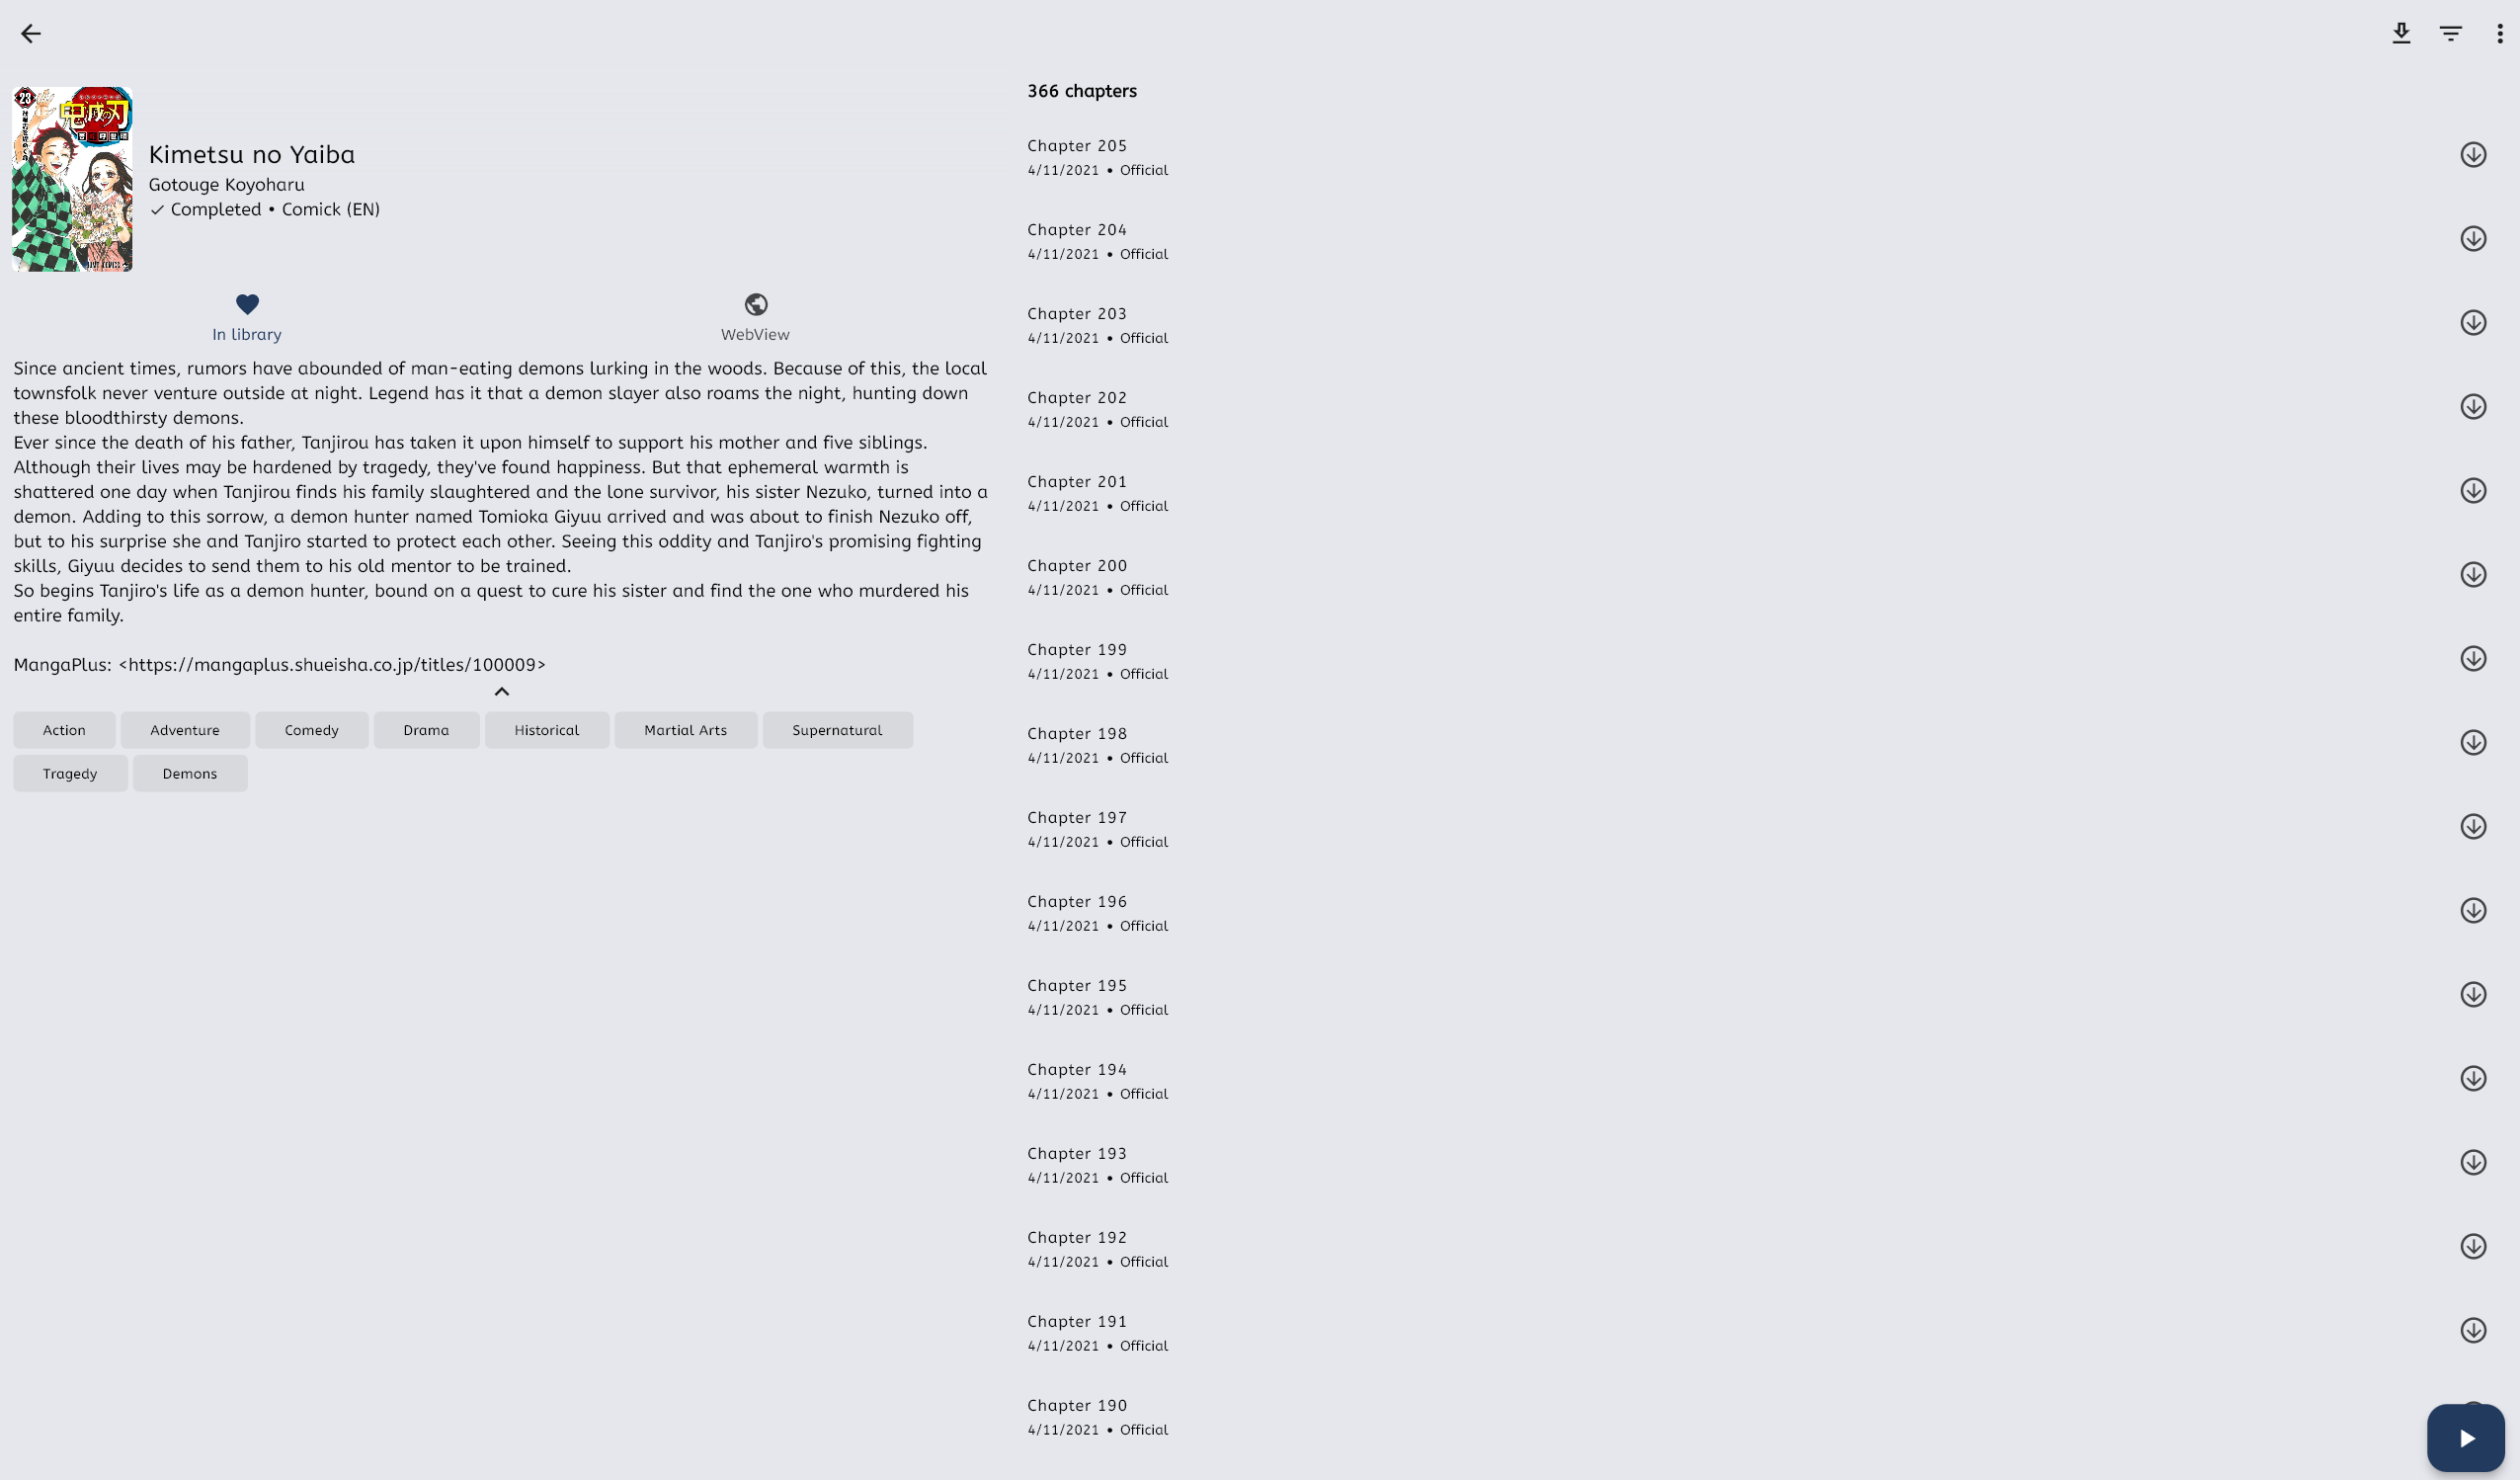 23
鬼滅の刃
Kimetsu no Yaiba
Gotouge Koyoharu
Completed • Comick (EN)
In library
WebView
Since ancient times, rumors have abounded of man-eating demons lurking in the woods. Because of this, the local
townsfolk never venture outside at night. Legend has it that a demon slayer also roams the night, hunting down
these bloodthirsty demons.
Ever since the death of his father, Tanjirou has taken it upon himself to support his mother and five siblings.
Although their lives may be hardened by tragedy, they've found happiness. But that ephemeral warmth is
shattered one day when Tanjirou finds his family slaughtered and the lone survivor, his sister Nezuko, turned into a
demon. Adding to this sorrow, a demon hunter named Tomioka Giyuu arrived and was about to finish Nezuko off,
but to his surprise she and Tanjiro started to protect each other. Seeing this oddity and Tanjiro's promising fighting
skills, Giyuu decides to send them to his old mentor to be trained.
So begins Tanjiro's life as a demon hunter, bound on a quest to cure his sister and find the one who murdered his
entire family.
MangaPlus: <https://mangaplus.shueisha.co.jp/titles/100009>
Action
Adventure
Comedy
Drama
Historical
Martial Arts
Supernatural
Tragedy
Demons
366 chapters
Chapter 205
4/11/2021 • Official
Chapter 204
4/11/2021 • Official
Chapter 203
4/11/2021 • Official
Chapter 202
4/11/2021 • Official
Chapter 201
4/11/2021 • Official
Chapter 200
4/11/2021 • Official
Chapter 199
4/11/2021 • Official
Chapter 198
4/11/2021 • Official
Chapter 197
4/11/2021 • Official
Chapter 196
4/11/2021 • Official
Chapter 195
4/11/2021 • Official
Chapter 194
4/11/2021 • Official
Chapter 193
4/11/2021 • Official
Chapter 192
4/11/2021 • Official
Chapter 191
4/11/2021 • Official
Chapter 190
4/11/2021 • Official